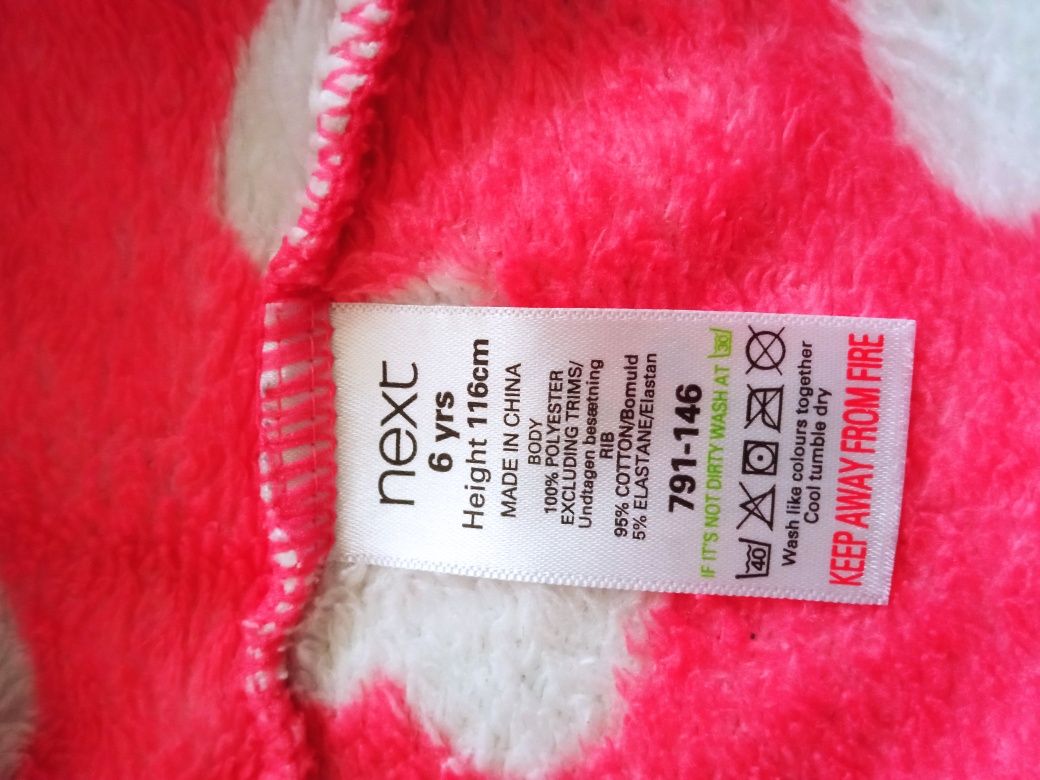 next
6 yrs
Height 116cm
MADE IN CHINA
BODY
100% POLYESTER
EXCLUDING TRIMS/
Undtagen besætning
RIB
95% COTTON/Bomuld
5% ELASTANE/Elastan
791-146
IF IT'S NOT DIRTY WASH AT 30
40
Wash like colours together
Cool tumble dry
KEEP AWAY FROM FIRE